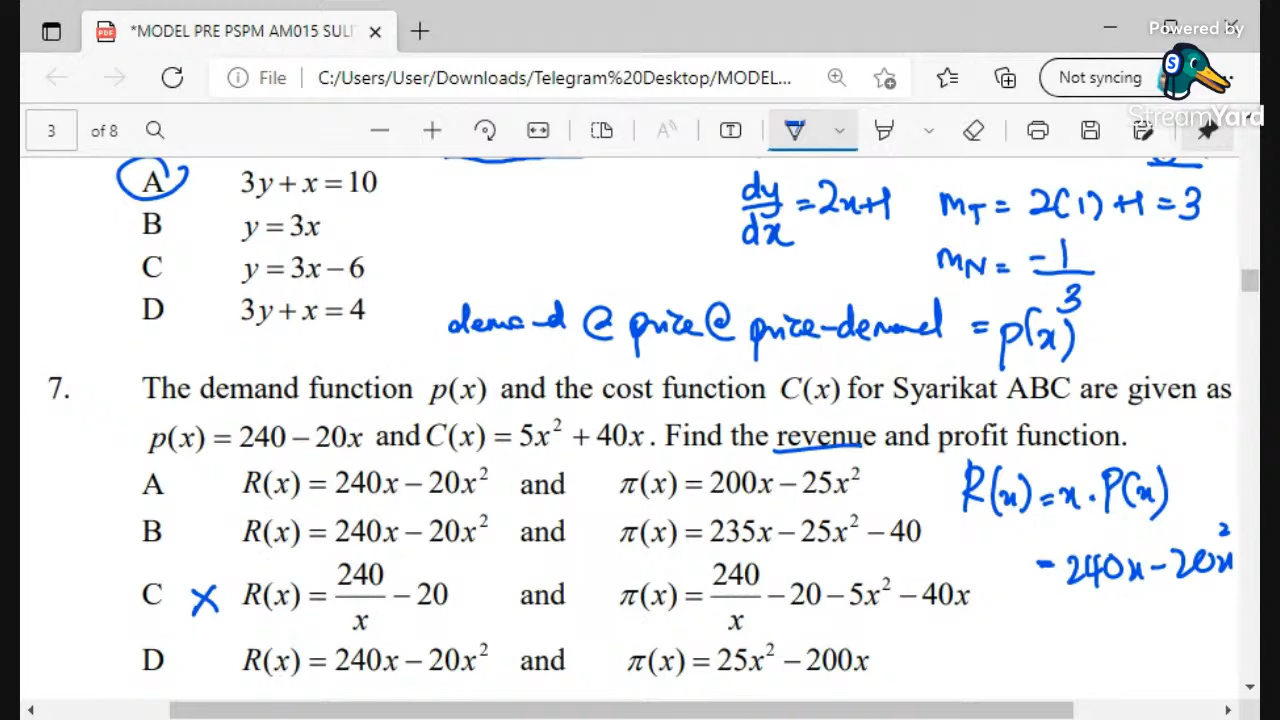 *MODEL PRE PSPM AM015 SULI
Powered by
StreamYard
File C:/Users/User/Downloads/Telegram%20Desktop/MODEL...
Not syncing
3 of 8
A 3y + x = 10
B y = 3x
C y = 3x − 6
D 3y + x = 4
dy/dx = 2x+1 m_T = 2(1) + 1 = 3
m_N = -1/3
demand @ price @ price-demand = p(x)
7. The demand function p(x) and the cost function C(x) for Syarikat ABC are given as
p(x) = 240 − 20x and C(x) = 5x² + 40x. Find the revenue and profit function.
A R(x) = 240x − 20x² and π(x) = 200x − 25x²
B R(x) = 240x − 20x² and π(x) = 235x − 25x² − 40
C X R(x) = 240/x − 20 and π(x) = 240/x − 20 − 5x² − 40x
D R(x) = 240x − 20x² and π(x) = 25x² − 200x
R(x) = x . P(x)
= 240x − 20x²